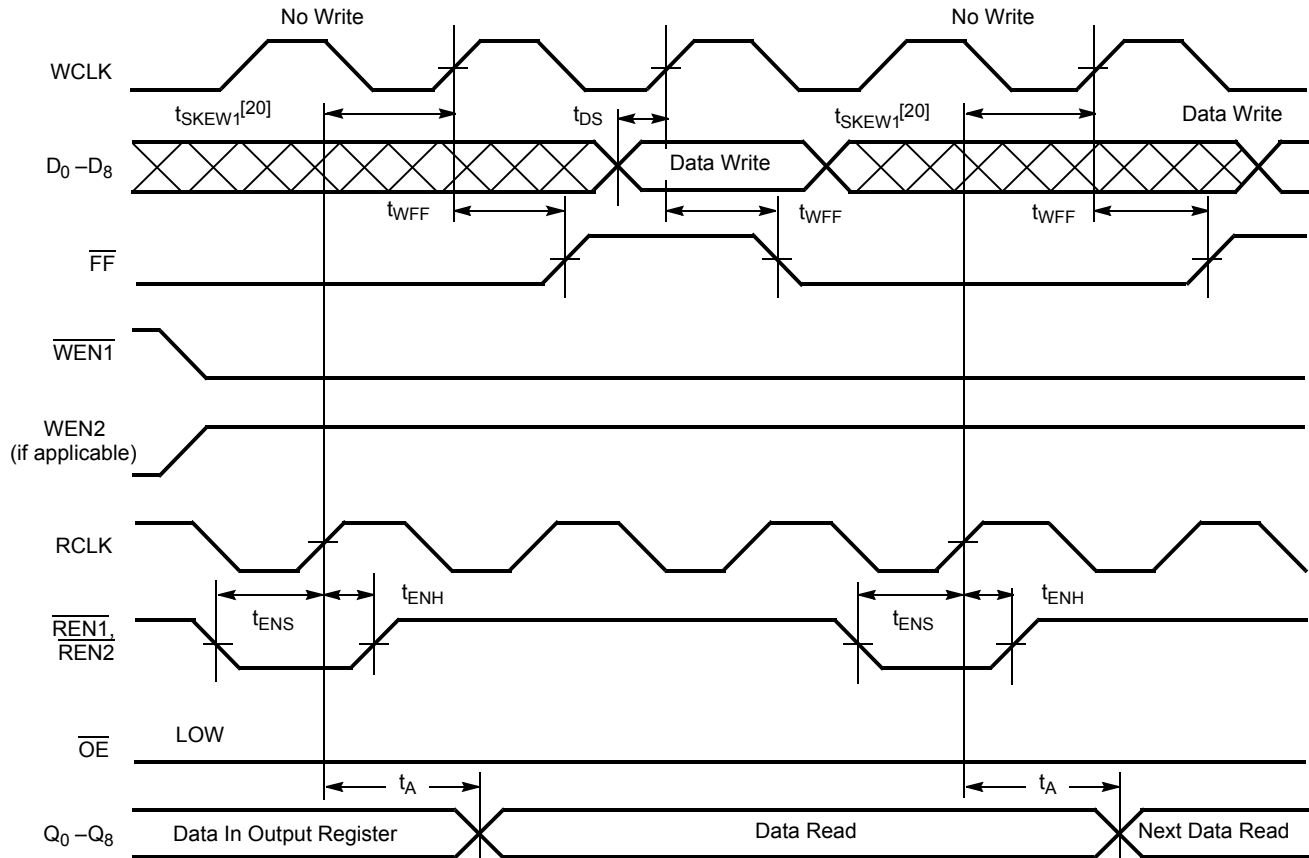 No Write
No Write
WCLK
tSKEW1[20]
tDS
tSKEW1[20]
Data Write
D0 –D8
Data Write
tWFF
tWFF
tWFF
FF
WEN1
WEN2
(if applicable)
RCLK
tENS
tENH
tENS
tENH
REN1,
REN2
LOW
OE
tA
tA
Q0 –Q8
Data In Output Register
Data Read
Next Data Read